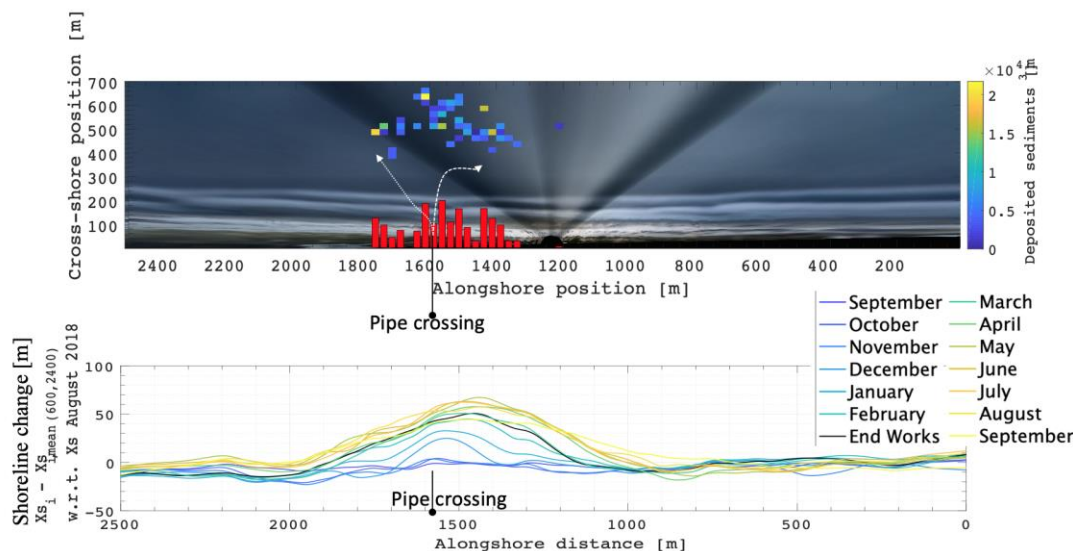 Cross-shore position [m]
700
600
500
400
300
200
100
2400 2200 2000 1800 1600 1400 1200 1000 800 600 400 200
Alongshore position [m]
×10⁴
2
1.5
1
0.5
0
Deposited sediments [m³
Pipe crossing
September
October
November
December
January
February
End Works
March
April
May
June
July
August
September
Shoreline change [m]
Xs_i - Xs_i,mean(600,2400)
w.r.t. Xs August 2018
100
50
0
-50
Pipe crossing
2500 2000 1500 1000 500 0
Alongshore distance [m]